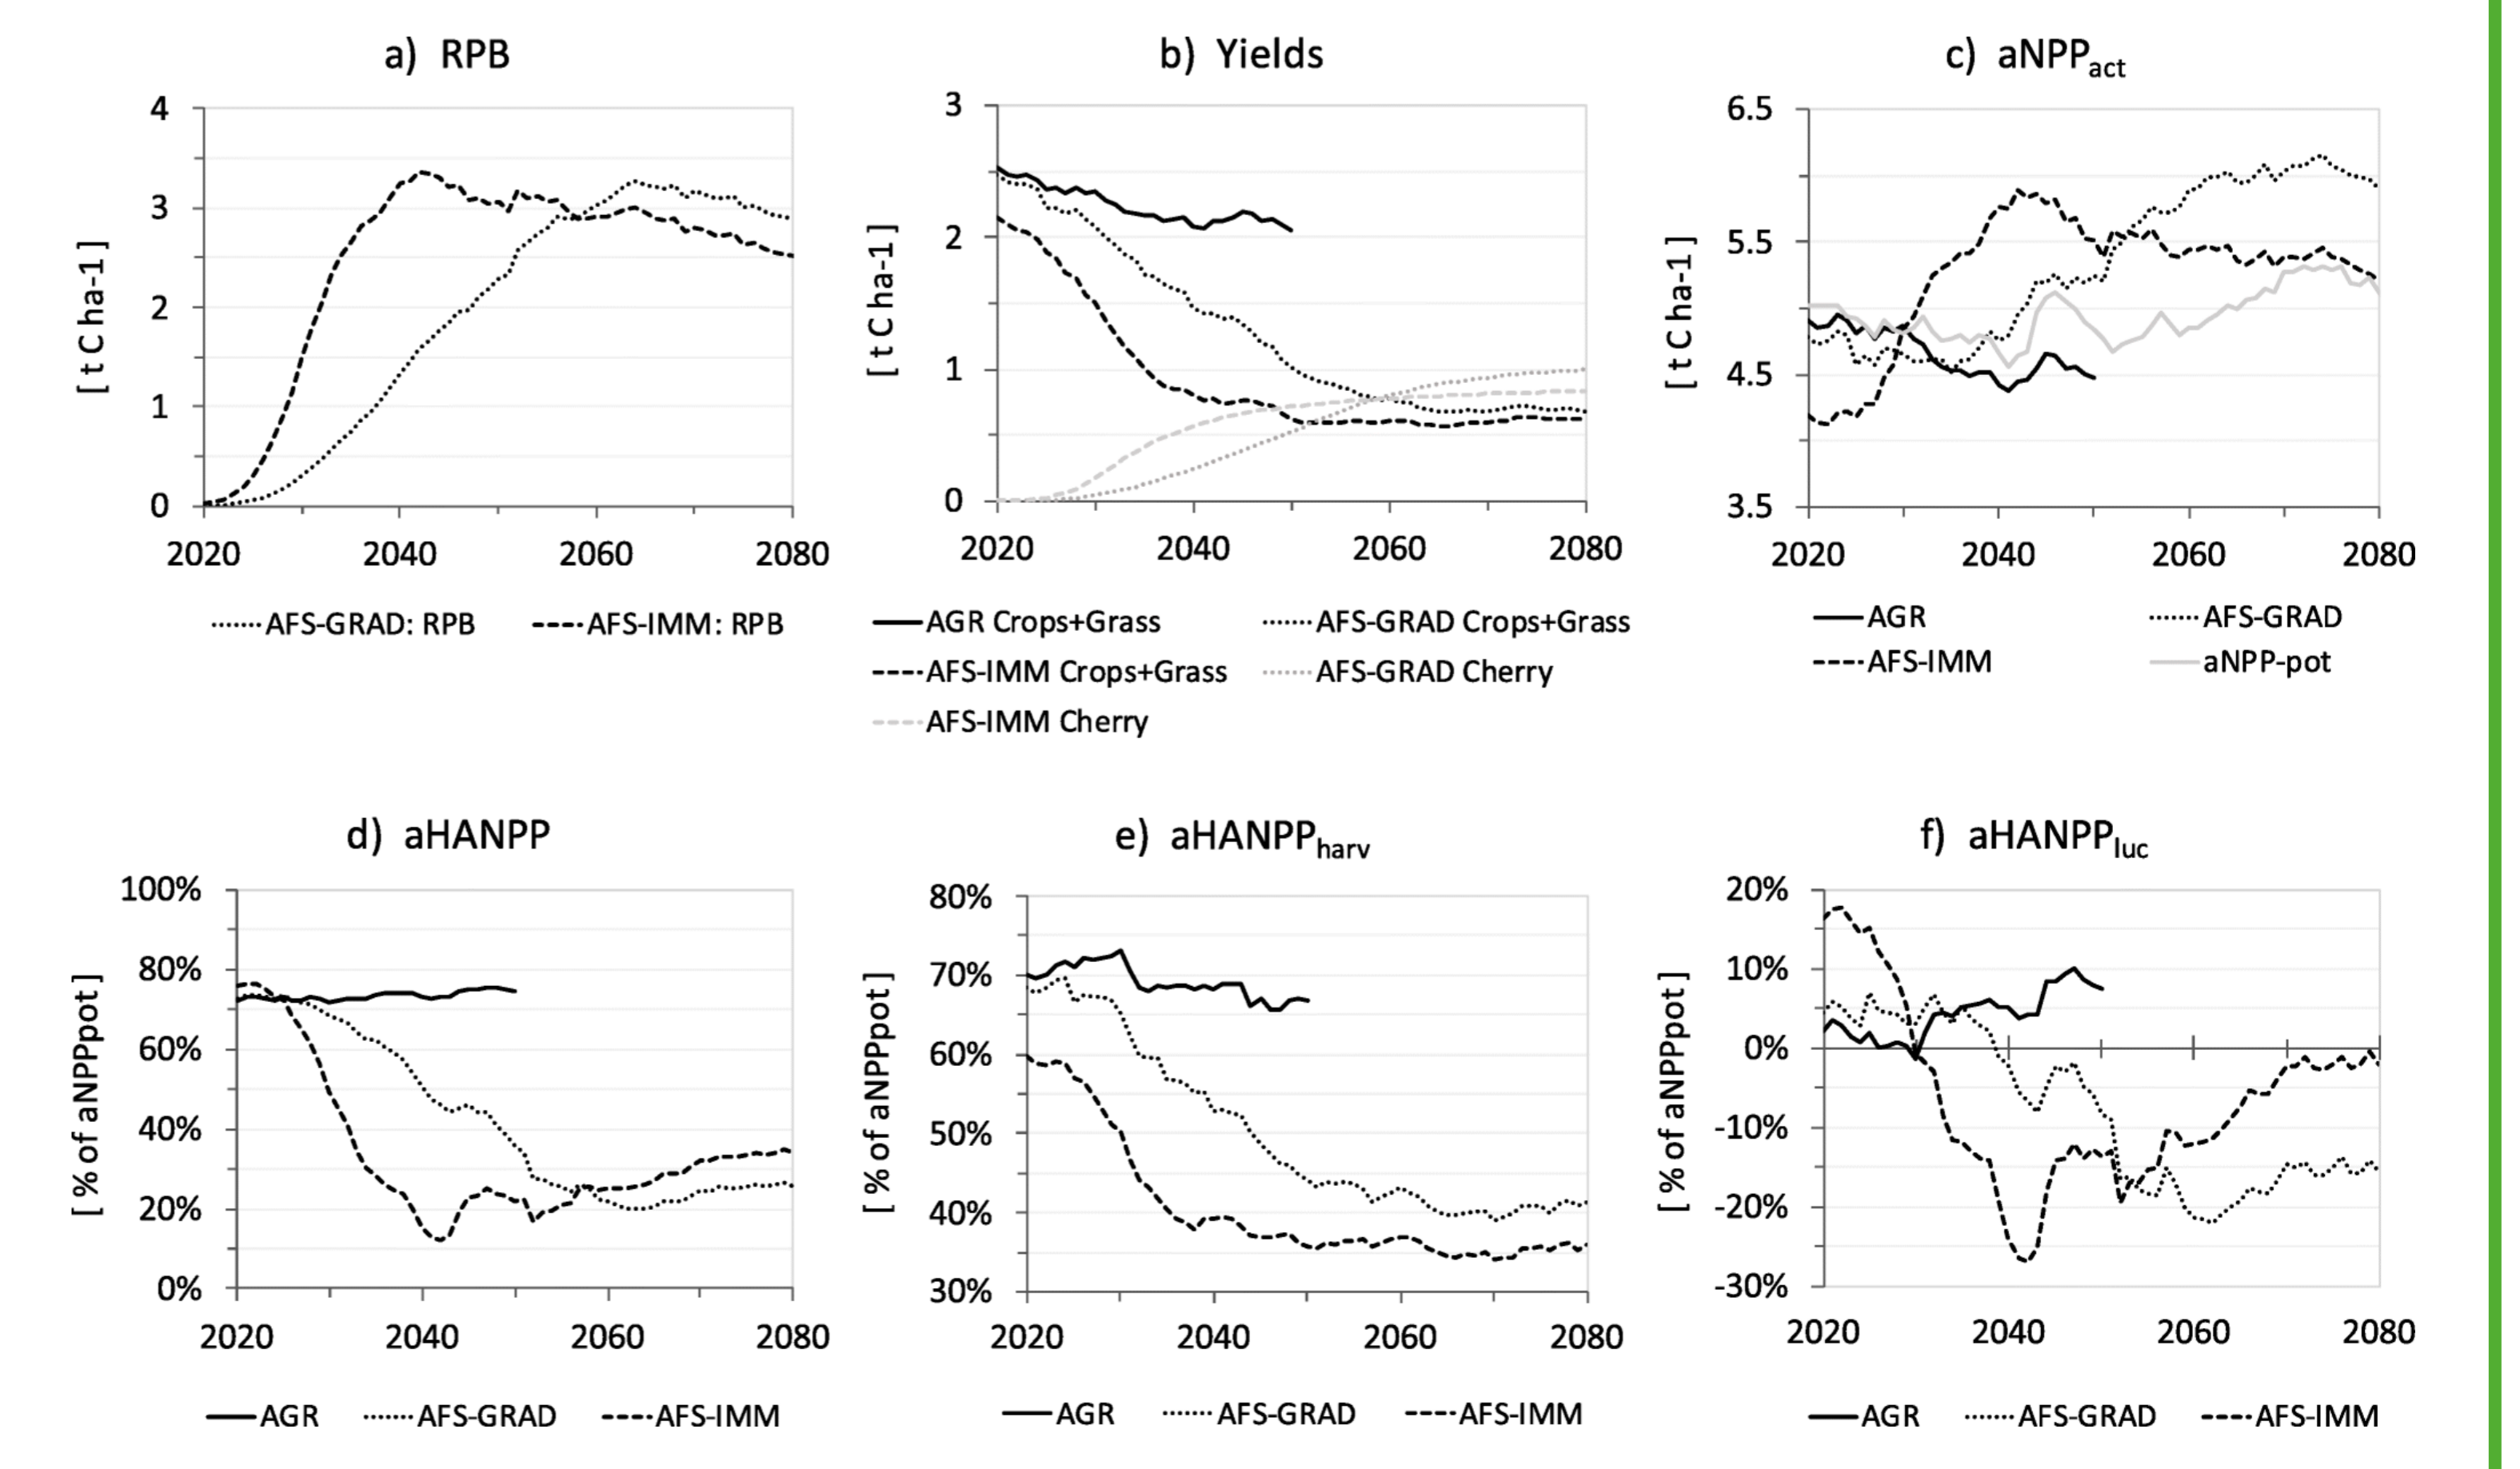 a) RPB
4
3
2
1
0
[ t C ha-1 ]
2020 2040 2060 2080
AFS-GRAD: RPB AFS-IMM: RPB
b) Yields
3
2
1
0
[ t C ha-1 ]
2020 2040 2060 2080
AGR Crops+Grass AFS-GRAD Crops+Grass
AFS-IMM Crops+Grass AFS-GRAD Cherry
AFS-IMM Cherry
c) aNPPact
6.5
5.5
4.5
3.5
[ t C ha-1 ]
2020 2040 2060 2080
AGR AFS-GRAD
AFS-IMM aNPP-pot
d) aHANPP
100%
80%
60%
40%
20%
0%
[ % of aNPPpot ]
2020 2040 2060 2080
AGR AFS-GRAD AFS-IMM
e) aHANPPharv
80%
70%
60%
50%
40%
30%
[ % of aNPPpot ]
2020 2040 2060 2080
AGR AFS-GRAD AFS-IMM
f) aHANPPluc
20%
10%
0%
-10%
-20%
-30%
[ % of aNPPpot ]
2020 2040 2060 2080
AGR AFS-GRAD AFS-IMM